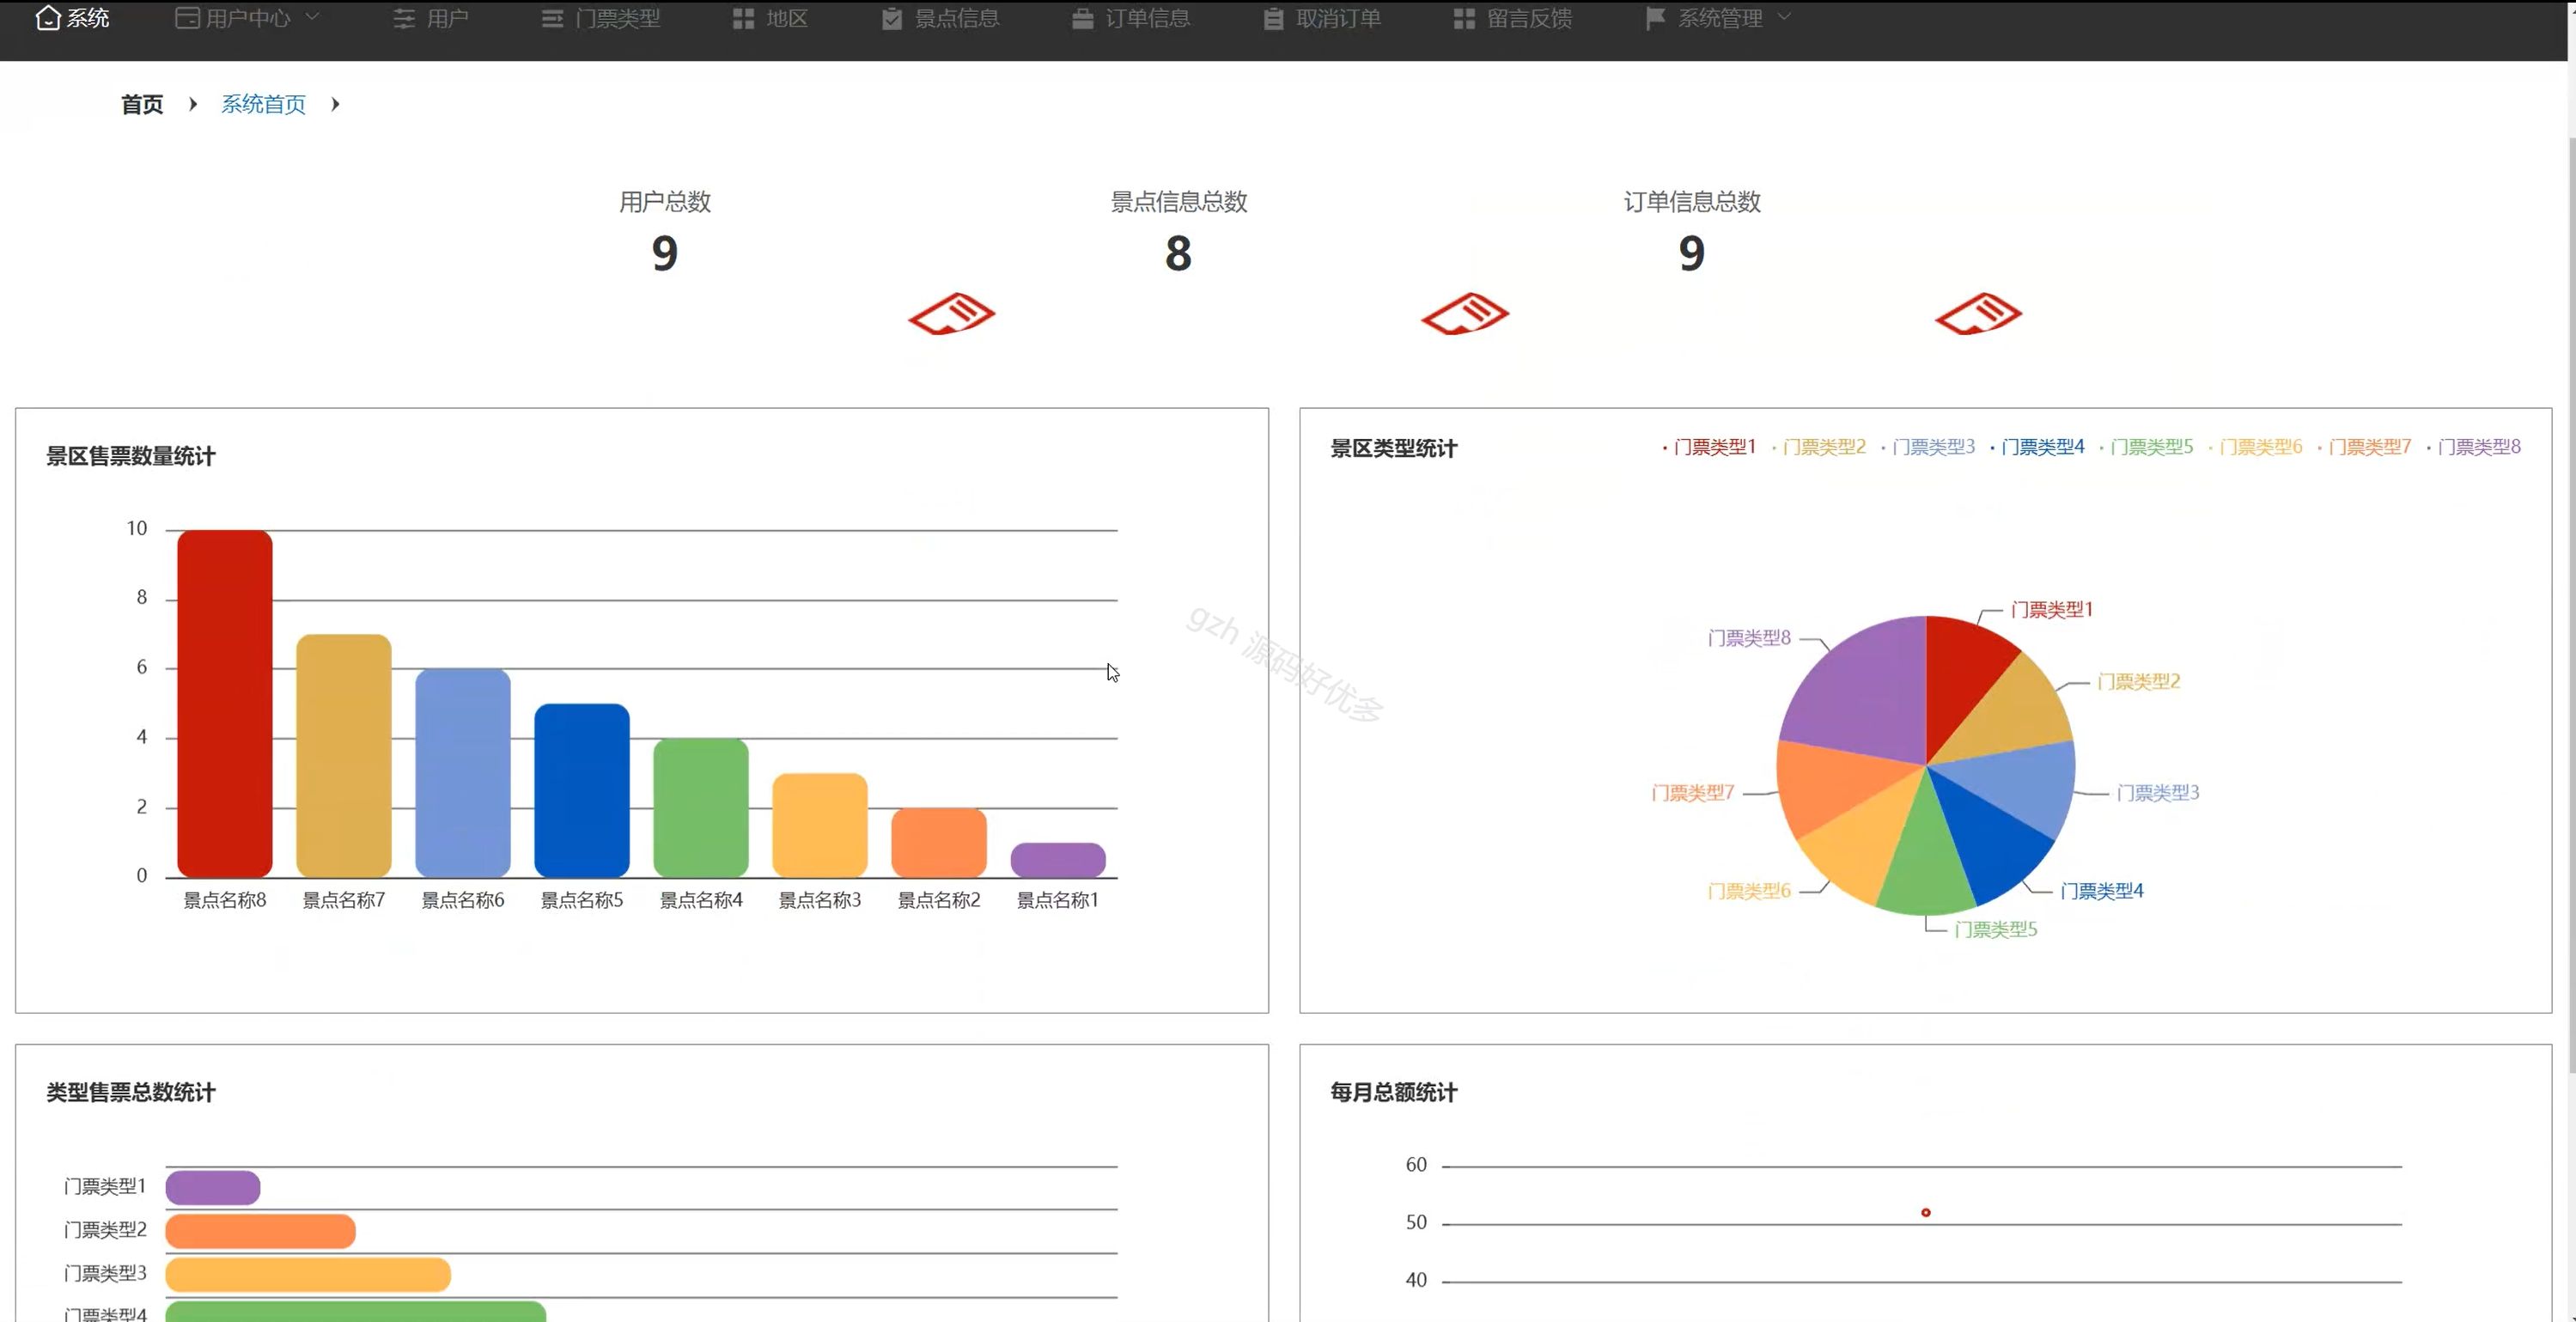 系统 用户中心 用户 门票类型 地区 景点信息 订单信息 取消订单 留言反馈 系统管理
首页 系统首页
用户总数 景点信息总数 订单信息总数
9 8 9
景区售票数量统计
10
8
6
4
2
0
景点名称8 景点名称7 景点名称6 景点名称5 景点名称4 景点名称3 景点名称2 景点名称1
gzh 源码好优多
景区类型统计
门票类型1 门票类型2 门票类型3 门票类型4 门票类型5 门票类型6 门票类型7 门票类型8
门票类型1
门票类型8
门票类型2
门票类型7
门票类型3
门票类型6
门票类型4
门票类型5
类型售票总数统计
门票类型1
门票类型2
门票类型3
门票类型4
每月总额统计
60
50
40